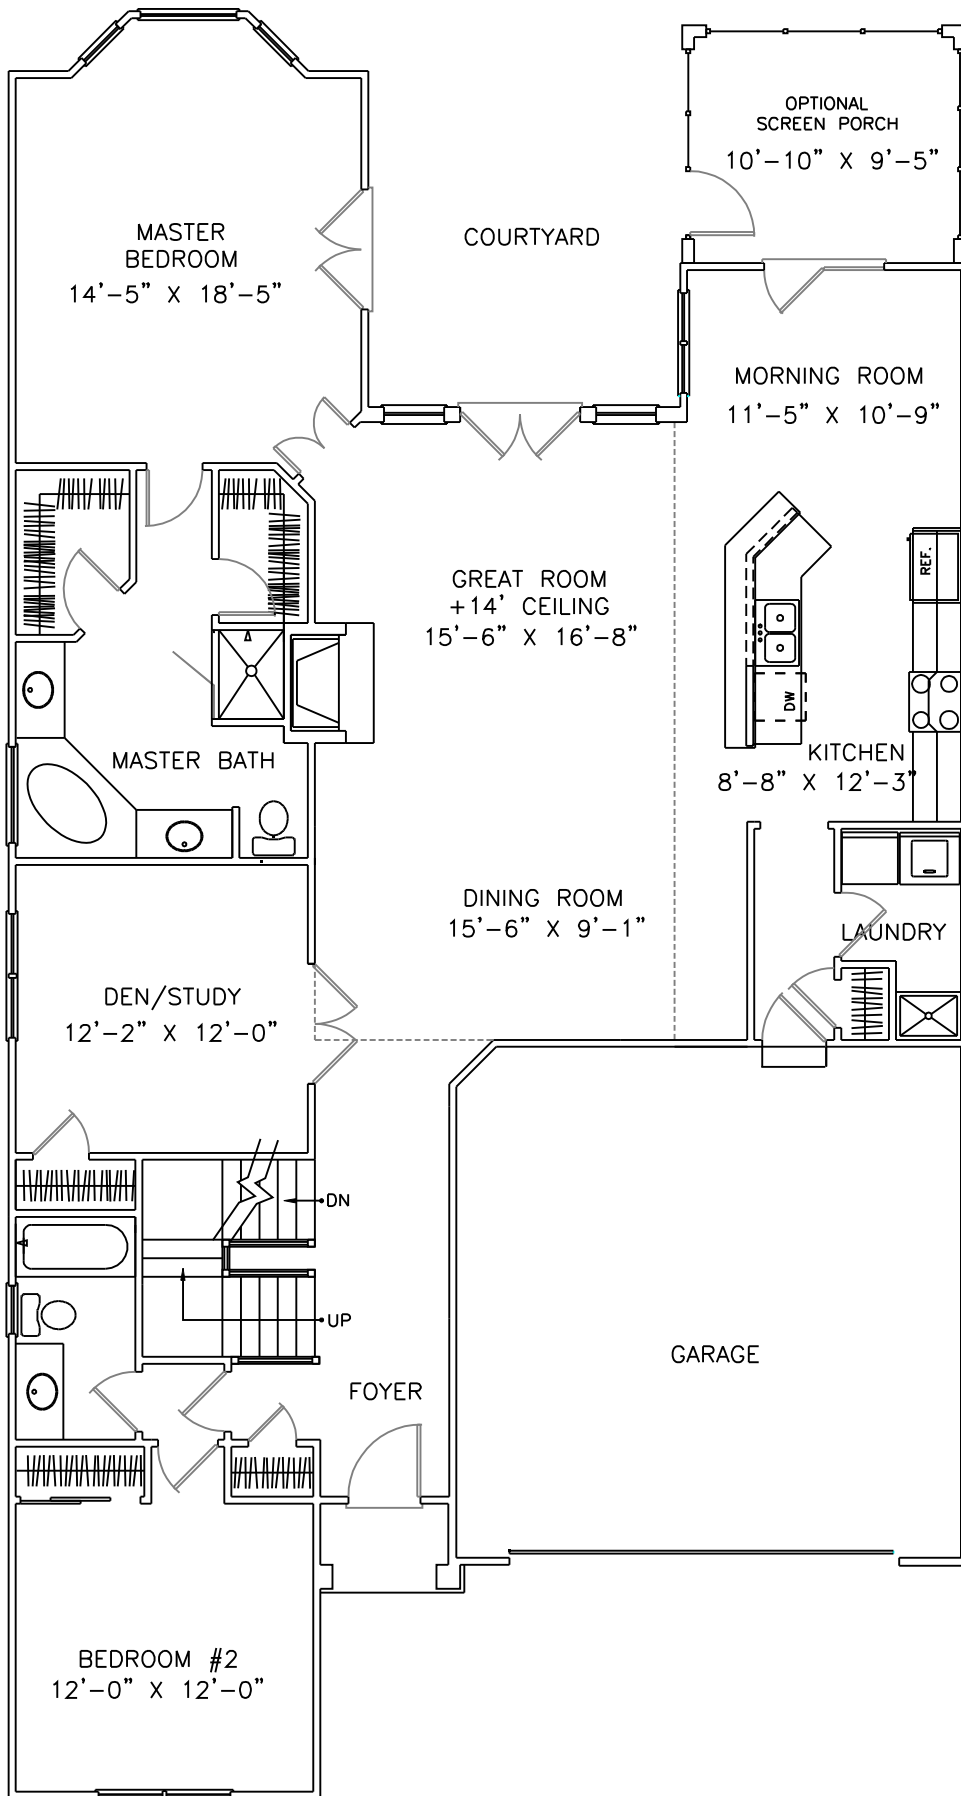 OPTIONAL
SCREEN PORCH
10'-10" X 9'-5"
MASTER
BEDROOM
14'-5" X 18'-5"
COURTYARD
MORNING ROOM
11'-5" X 10'-9"
GREAT ROOM
+14' CEILING
15'-6" X 16'-8"
REF.
DW
KITCHEN
8'-8" X 12'-3"
MASTER BATH
DINING ROOM
15'-6" X 9'-1"
LAUNDRY
DEN/STUDY
12'-2" X 12'-0"
DN
UP
GARAGE
FOYER
BEDROOM #2
12'-0" X 12'-0"